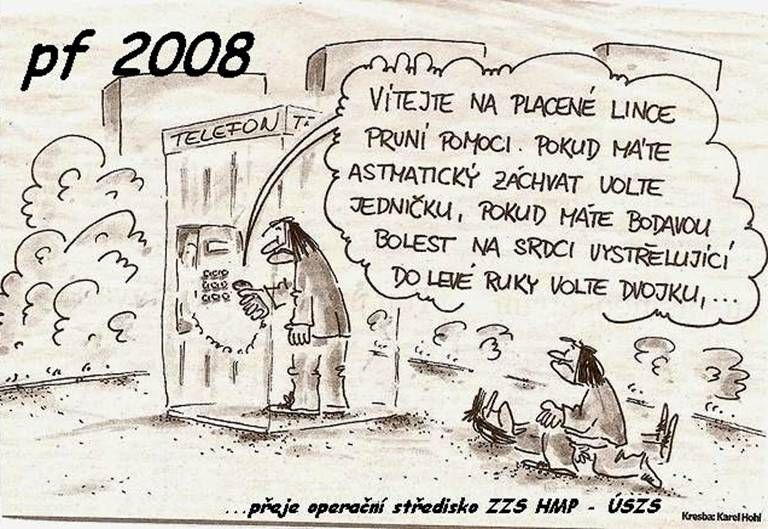 pf 2008
TELEFON
TE
VÍTEJTE NA PLACENÉ LINCE
PRVNÍ POMOCI. POKUD MÁTE
ASTMATICKÝ ZÁCHVAT VOLTE
JEDNIČKU, POKUD MÁTE BODAVOU
BOLEST NA SRDCI VYSTŘELUJÍCÍ
DO LEVÉ RUKY VOLTE DVOJKU,...
...přeje operační středisko ZZS HMP - ÚSZS
Kresba: Karel Hohl